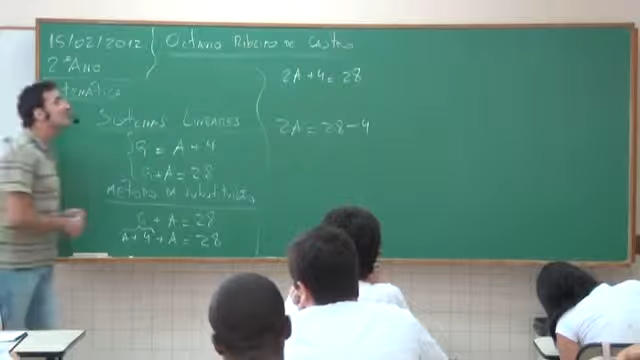 15/02/2012
Octavio Ribeiro de Castro
2º Ano
Matemática
Sistemas Lineares
G = A + 4
G + A = 28
Método da substituição
G + A = 28
A + 4 + A = 28
2A + 4 = 28
2A = 28 - 4